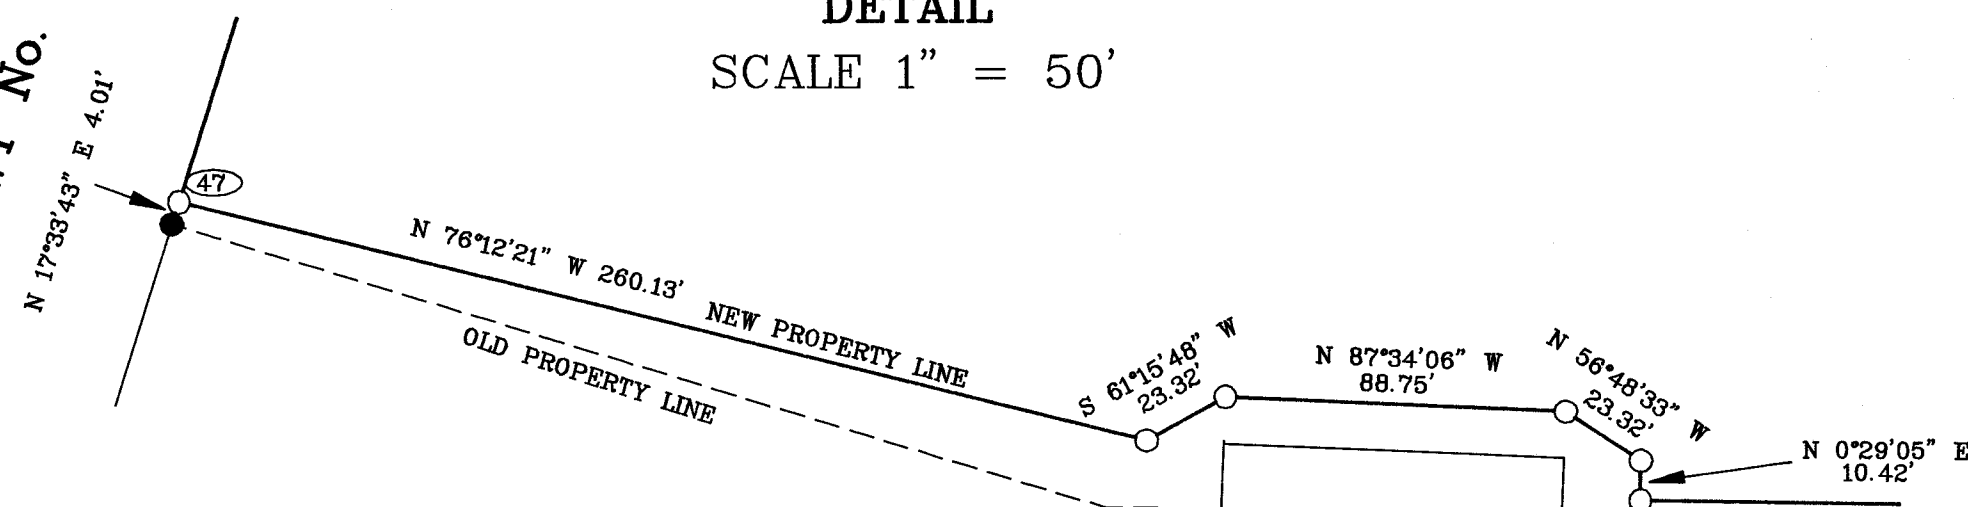 DETAIL
SCALE 1" = 50'
No.
N 17°33'43" E 4.01'
47
N 76°12'21" W 260.13' NEW PROPERTY LINE
OLD PROPERTY LINE
S 61°15'48" W
23.32'
N 87°34'06" W
88.75'
N 56°48'33" W
23.32'
N 0°29'05" E
10.42'